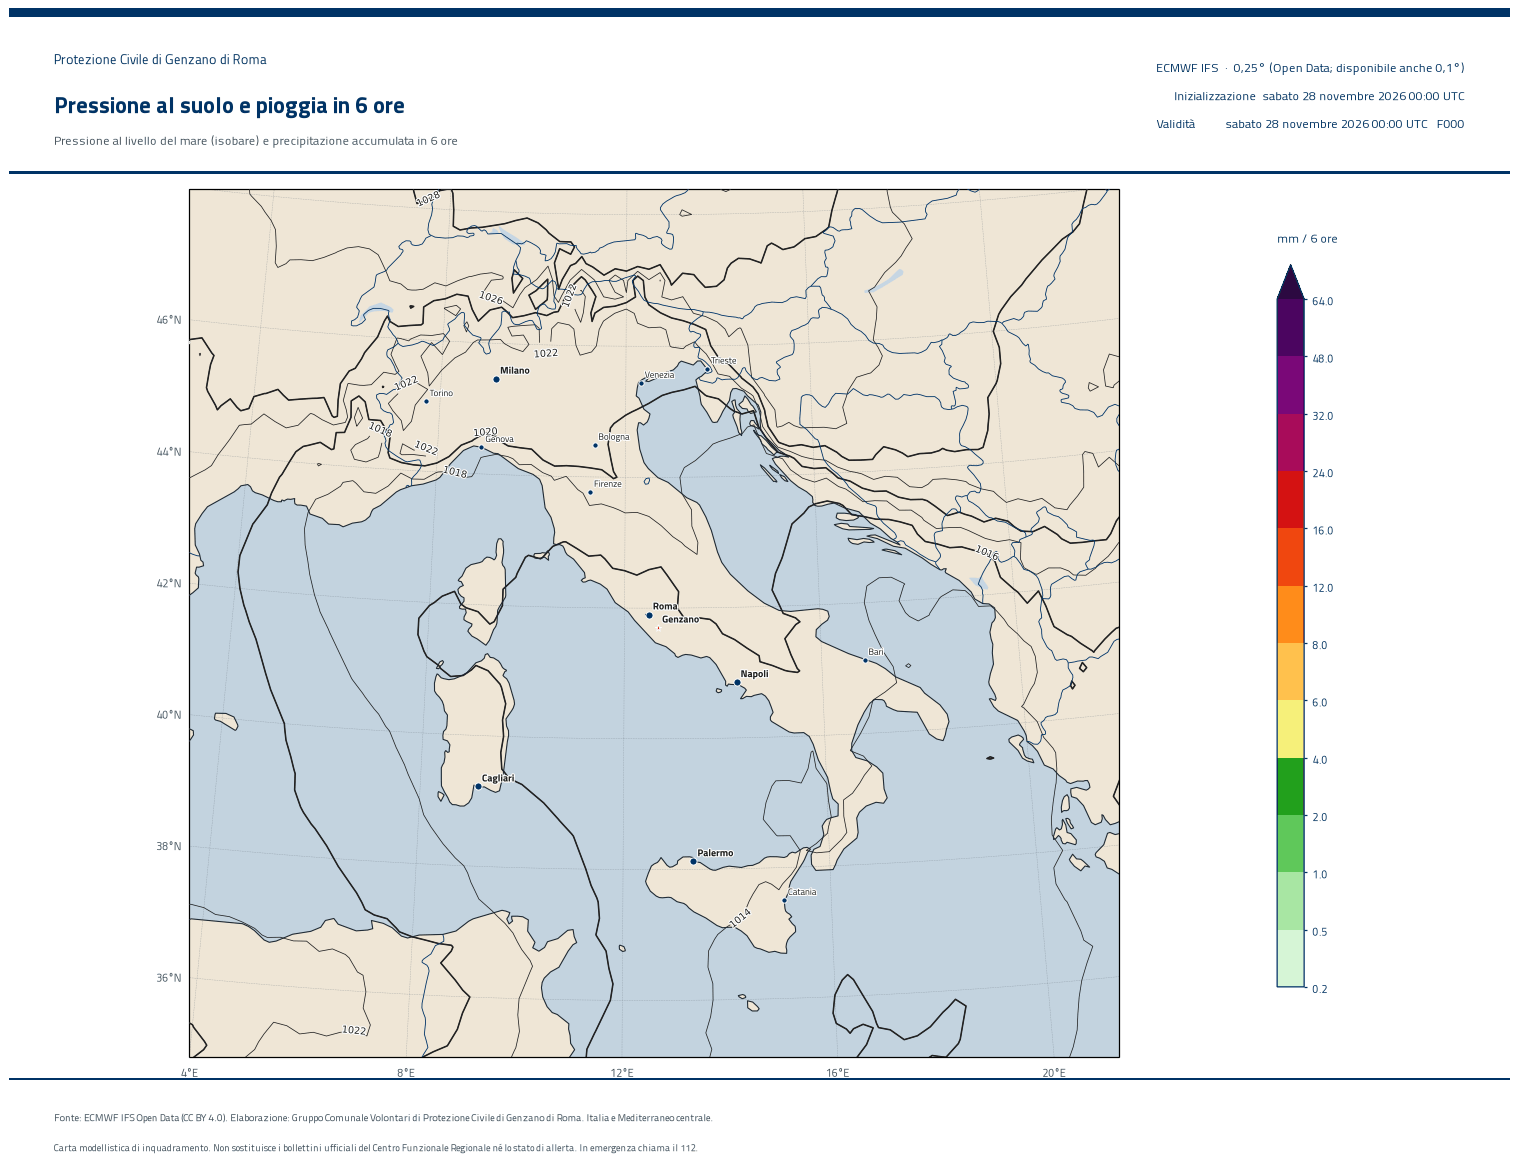 Protezione Civile di Genzano di Roma
Pressione al suolo e pioggia in 6 ore
Pressione al livello del mare (isobare) e precipitazione accumulata in 6 ore
ECMWF IFS · 0,25° (Open Data; disponibile anche 0,1°)
Inizializzazione sabato 28 novembre 2026 00:00 UTC
Validità sabato 28 novembre 2026 00:00 UTC F000
mm / 6 ore
64.0
48.0
32.0
24.0
16.0
12.0
8.0
6.0
4.0
2.0
1.0
0.5
0.2
46°N
44°N
42°N
40°N
38°N
36°N
4°E
8°E
12°E
16°E
20°E
1028
1026
1022
1022
1022
1018
1022
1020
1018
1016
1014
1022
Milano
Torino
Venezia
Trieste
Genova
Bologna
Firenze
Roma
Genzano
Napoli
Bari
Cagliari
Palermo
Catania
Fonte: ECMWF IFS Open Data (CC BY 4.0). Elaborazione: Gruppo Comunale Volontari di Protezione Civile di Genzano di Roma. Italia e Mediterraneo centrale.
Carta modellistica di inquadramento. Non sostituisce i bollettini ufficiali del Centro Funzionale Regionale né lo stato di allerta. In emergenza chiama il 112.